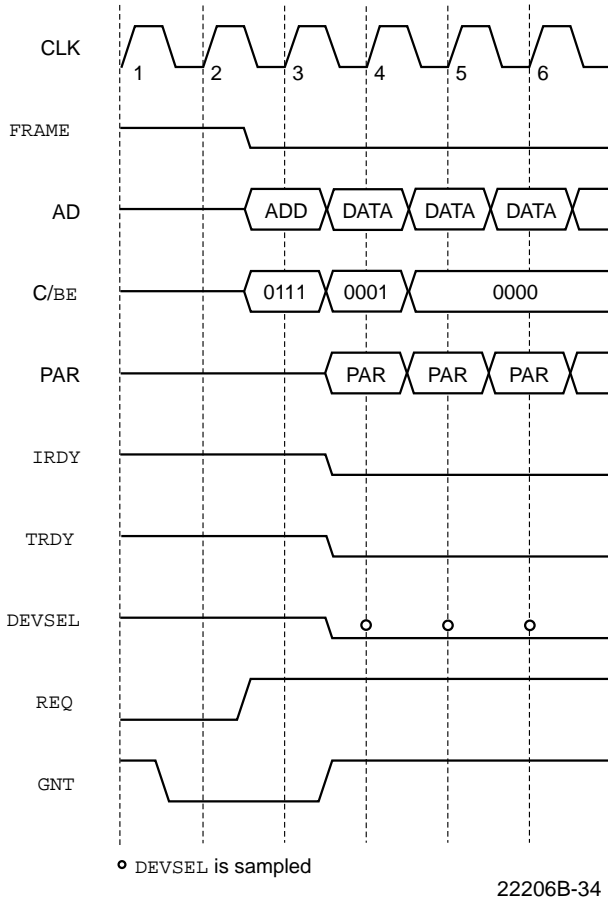 CLK
1 2 3 4 5 6
FRAME
AD ADD DATA DATA DATA
C/BE 0111 0001 0000
PAR PAR PAR PAR
IRDY
TRDY
DEVSEL
REQ
GNT
DEVSEL is sampled
22206B-34